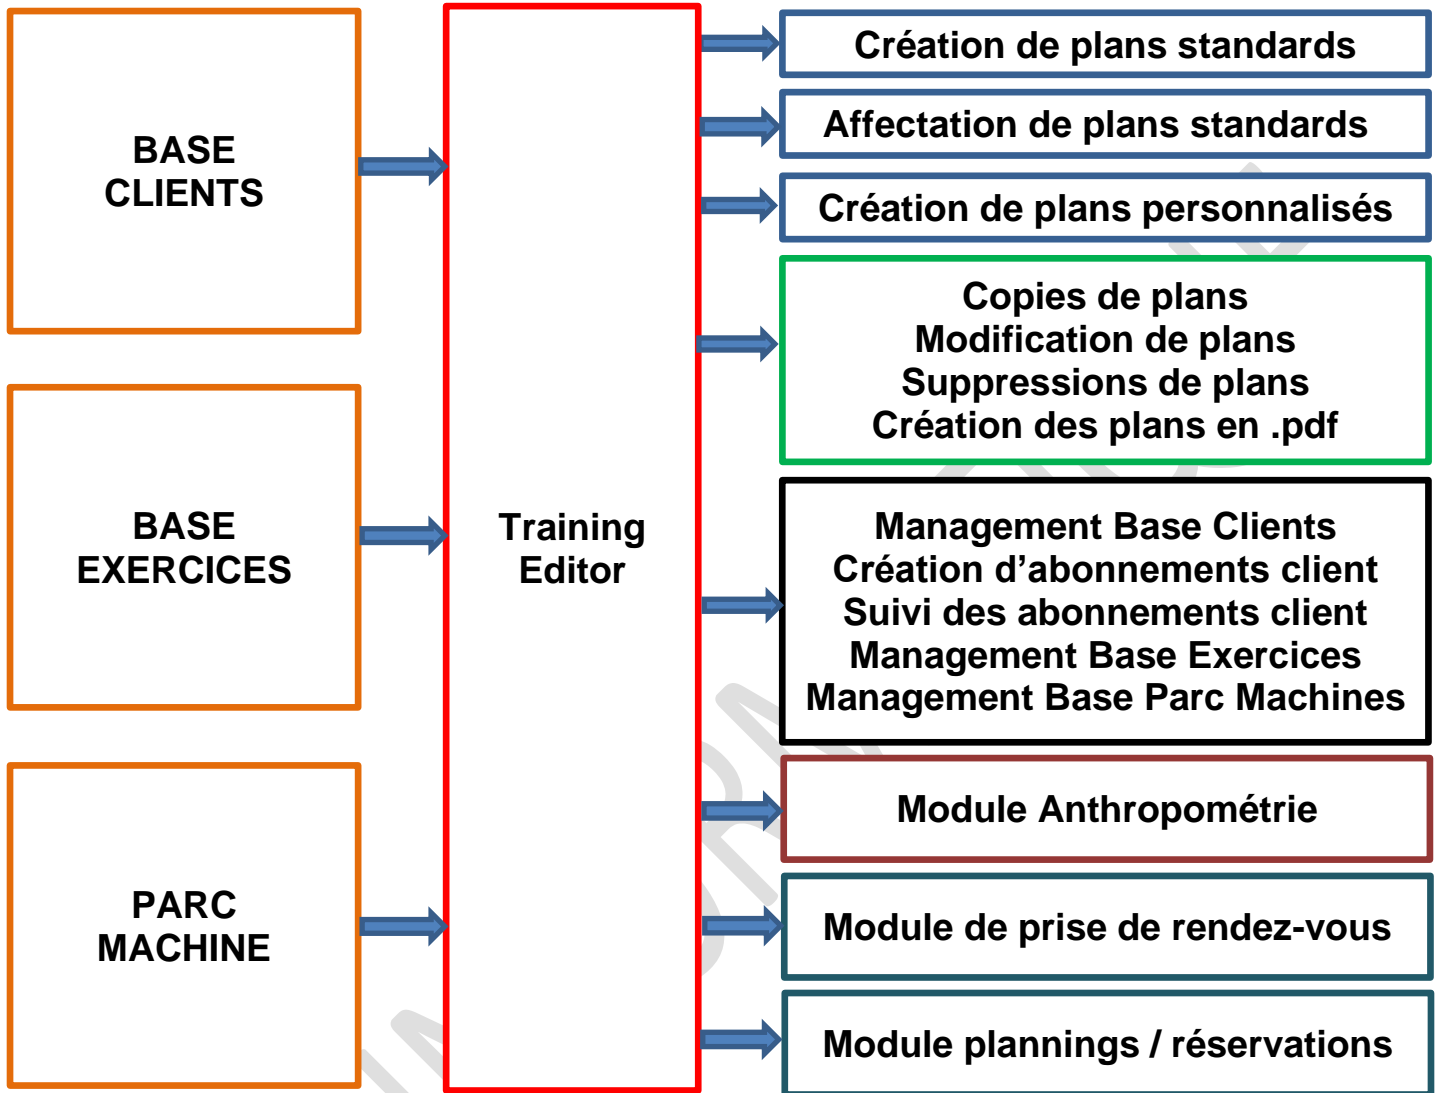 BASE
CLIENTS
BASE
EXERCICES
PARC
MACHINE
Training
Editor
Création de plans standards
Affectation de plans standards
Création de plans personnalisés
Copies de plans
Modification de plans
Suppressions de plans
Création des plans en .pdf
Management Base Clients
Création d’abonnements client
Suivi des abonnements client
Management Base Exercices
Management Base Parc Machines
Module Anthropométrie
Module de prise de rendez-vous
Module plannings / réservations